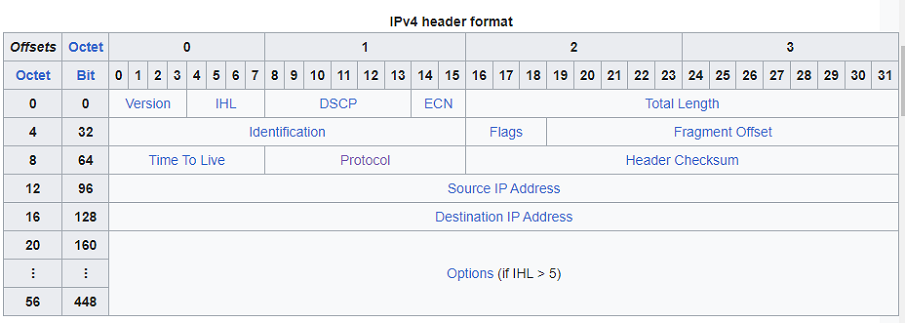 IPv4 header format
Offsets Octet 0 1 2 3
Octet Bit 0 1 2 3 4 5 6 7 8 9 10 11 12 13 14 15 16 17 18 19 20 21 22 23 24 25 26 27 28 29 30 31
0 0 Version IHL DSCP ECN Total Length
4 32 Identification Flags Fragment Offset
8 64 Time To Live Protocol Header Checksum
12 96 Source IP Address
16 128 Destination IP Address
20 160
⋮ ⋮ Options (if IHL > 5)
56 448